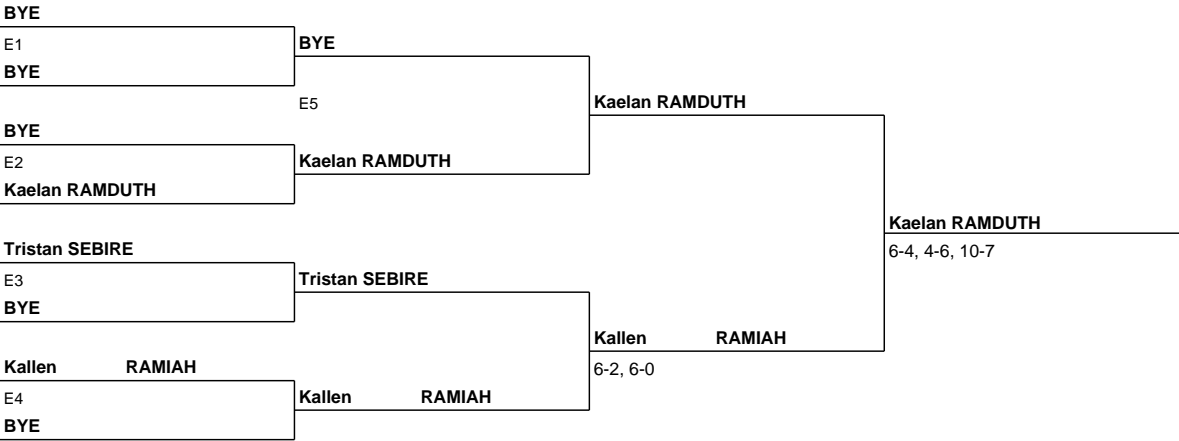 BYE
E1
BYE
BYE
E5
Kaelan RAMDUTH
BYE
E2
Kaelan RAMDUTH
Kaelan RAMDUTH
Kaelan RAMDUTH
Tristan SEBIRE
6-4, 4-6, 10-7
E3
Tristan SEBIRE
BYE
Kallen RAMIAH
Kallen RAMIAH
6-2, 6-0
E4
Kallen RAMIAH
BYE